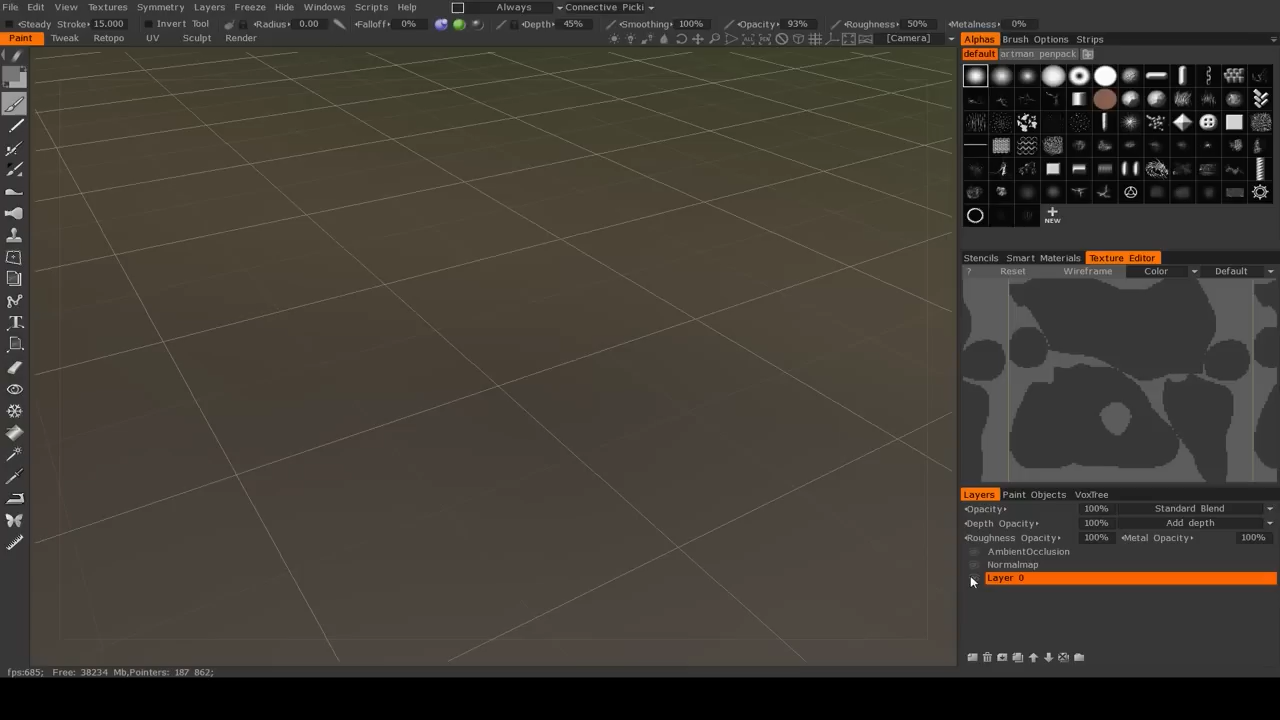 File Edit View Textures Symmetry Layers Freeze Hide Windows Scripts Help Always Connective Picki
Steady Stroke 15.000 Invert Tool Radius 0.00 Falloff 0% Depth 45% Smoothing 100% Opacity 93% Roughness 50% Metalness 0%
Paint Tweak Retopo UV Sculpt Render [Camera]
Alphas Brush Options Strips
default artman penpack
NEW
Stencils Smart Materials Texture Editor
? Reset Wireframe Color Default
Layers Paint Objects VoxTree
Opacity 100% Standard Blend
Depth Opacity 100% Add depth
Roughness Opacity 100% Metal Opacity 100%
AmbientOcclusion
Normalmap
Layer 0
fps:685; Free: 38234 Mb,Pointers: 187 862;